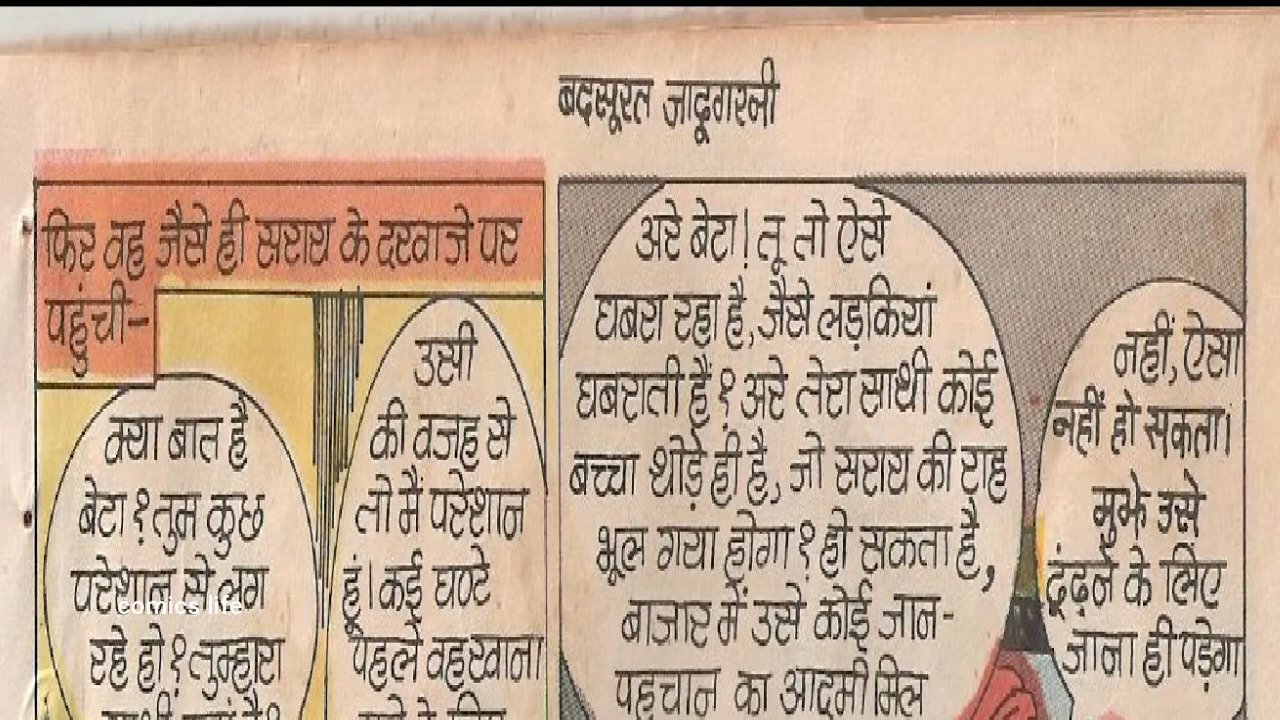 बदसूरत जादूगरनी
फिर वह जैसे ही सराय के दरवाजे पर
पहुंची-
क्या बात है
बेटा? तुम कुछ
परेशान से लग
रहे हो? तुम्हारा
उसी
की वजह से
तो मैं परेशान
हूं। कई घण्टे
पहले वह खाना
अरे बेटा! तू तो ऐसे
घबरा रहा है, जैसे लड़कियां
घबराती हैं? अरे तेरा साथी कोई
बच्चा थोड़े ही है, जो सराय की राह
भूल गया होगा? हो सकता है,
बाजार में उसे कोई जान-
पहचान का आदमी मिल
नहीं, ऐसा
नहीं हो सकता।
मुझे उसे
ढूंढ़ने के लिए
जाना ही पड़ेगा
comics life